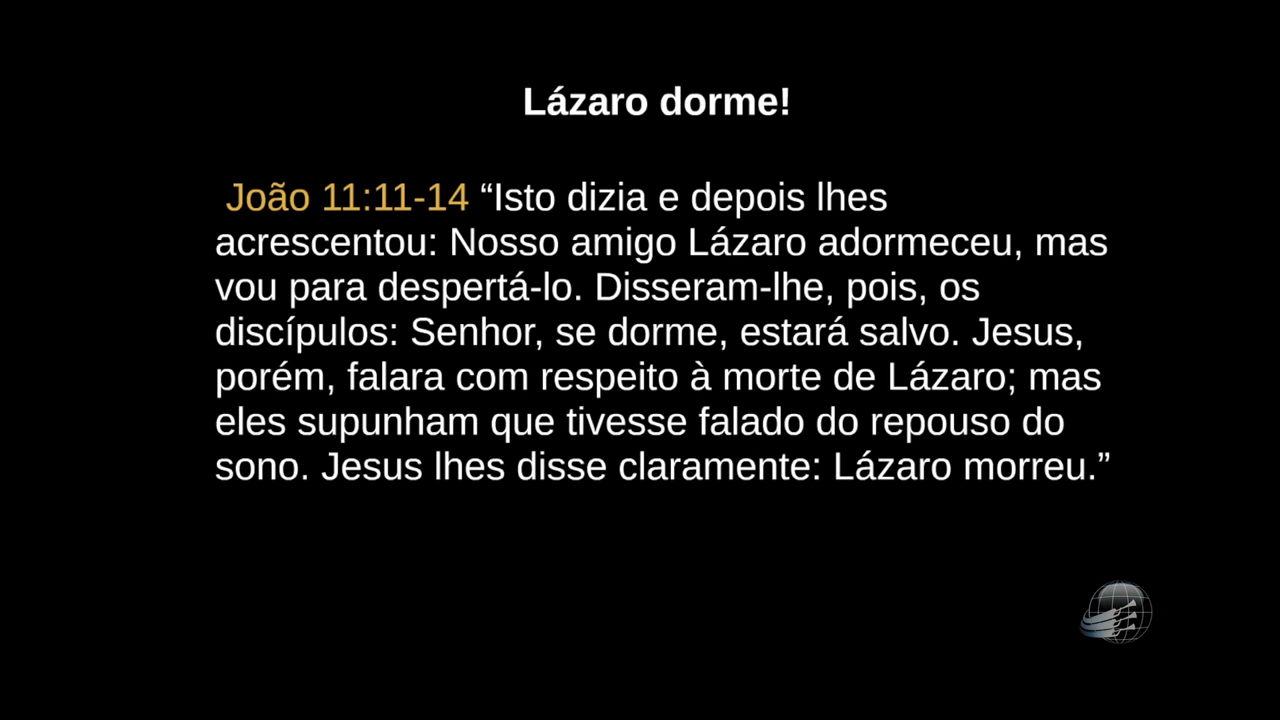 Lázaro dorme!
João 11:11-14 “Isto dizia e depois lhes
acrescentou: Nosso amigo Lázaro adormeceu, mas
vou para despertá-lo. Disseram-lhe, pois, os
discípulos: Senhor, se dorme, estará salvo. Jesus,
porém, falara com respeito à morte de Lázaro; mas
eles supunham que tivesse falado do repouso do
sono. Jesus lhes disse claramente: Lázaro morreu.”